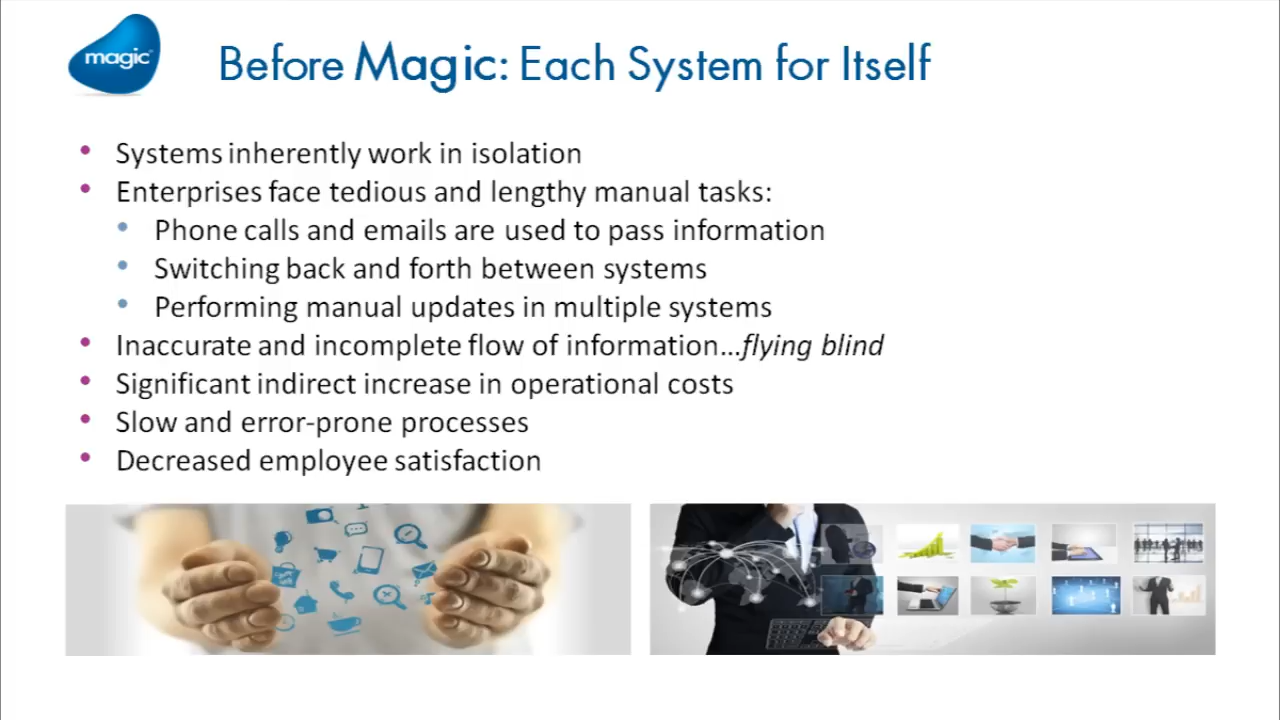 magic
Before Magic: Each System for Itself
• Systems inherently work in isolation
• Enterprises face tedious and lengthy manual tasks:
• Phone calls and emails are used to pass information
• Switching back and forth between systems
• Performing manual updates in multiple systems
• Inaccurate and incomplete flow of information...flying blind
• Significant indirect increase in operational costs
• Slow and error-prone processes
• Decreased employee satisfaction